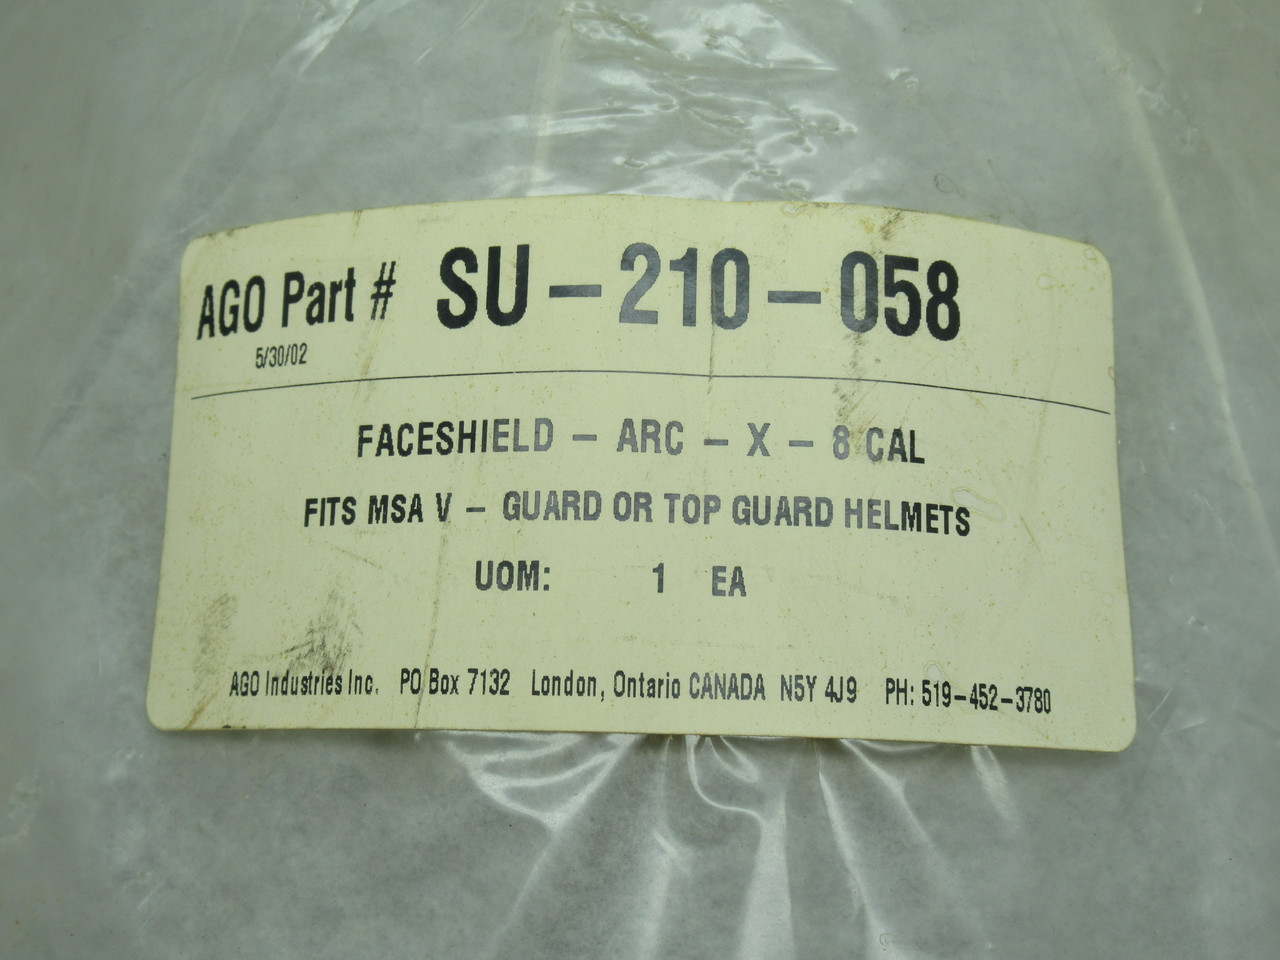 AGO Part # SU-210-058
5/30/02
FACESHIELD - ARC - X - 8 CAL
FITS MSA V - GUARD OR TOP GUARD HELMETS
UOM: 1 EA
AGO Industries Inc. PO Box 7132 London, Ontario CANADA N5Y 4J9 PH: 519-452-3780